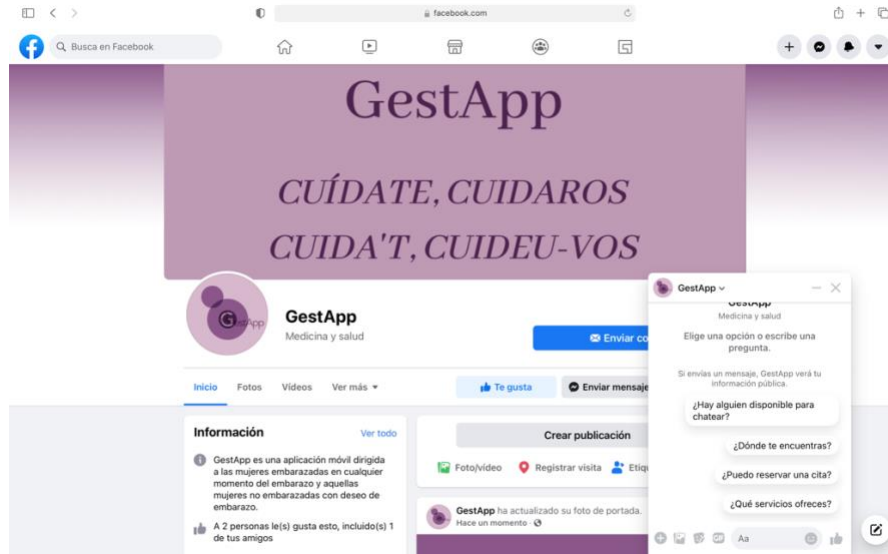 facebook.com
Busca en Facebook
GestApp
CUÍDATE, CUIDAROS
CUIDA'T, CUIDEU-VOS
GestApp
GestApp
Medicina y salud
Enviar co
Inicio
Fotos
Vídeos
Ver más
Te gusta
Enviar mensaje
Información
Ver todo
GestApp es una aplicación móvil dirigida
a las mujeres embarazadas en cualquier
momento del embarazo y aquellas
mujeres no embarazadas con deseo de
embarazo.
A 2 personas le(s) gusta esto, incluido(s) 1
de tus amigos
Crear publicación
Foto/vídeo
Registrar visita
Etiq
GestApp ha actualizado su foto de portada.
Hace un momento ·
GestApp
GestApp
Medicina y salud
Elige una opción o escribe una
pregunta.
Si envías un mensaje, GestApp verá tu
información pública.
¿Hay alguien disponible para
chatear?
¿Dónde te encuentras?
¿Puedo reservar una cita?
¿Qué servicios ofreces?
GIF
Aa